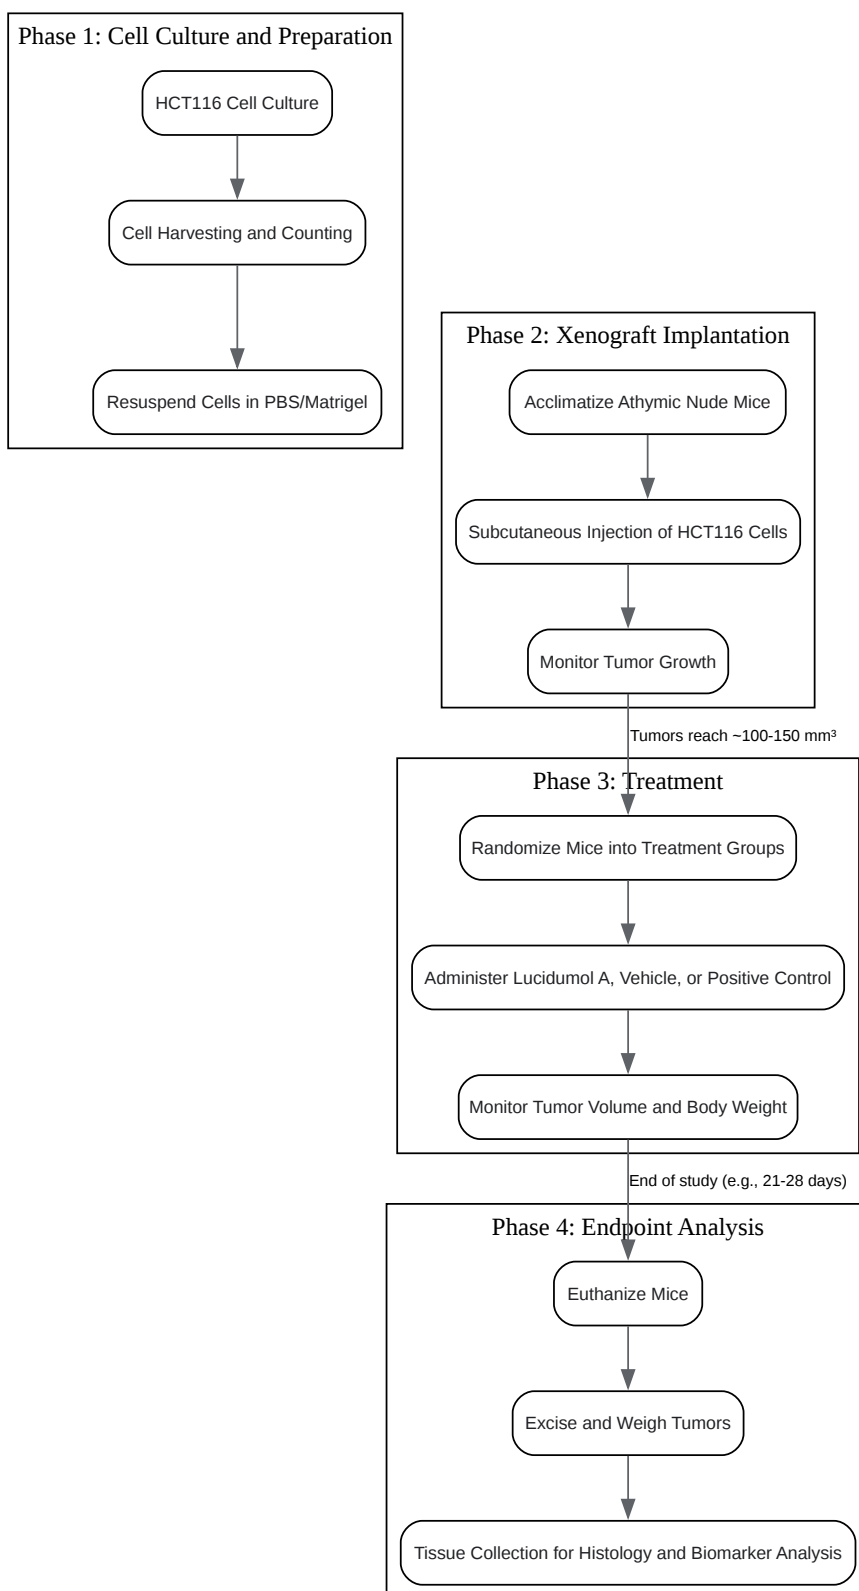 Phase 1: Cell Culture and Preparation
HCT116 Cell Culture
Cell Harvesting and Counting
Resuspend Cells in PBS/Matrigel
Phase 2: Xenograft Implantation
Acclimatize Athymic Nude Mice
Subcutaneous Injection of HCT116 Cells
Monitor Tumor Growth
Tumors reach ~100-150 mm³
Phase 3: Treatment
Randomize Mice into Treatment Groups
Administer Lucidumol A, Vehicle, or Positive Control
Monitor Tumor Volume and Body Weight
End of study (e.g., 21-28 days)
Phase 4: Endpoint Analysis
Euthanize Mice
Excise and Weigh Tumors
Tissue Collection for Histology and Biomarker Analysis